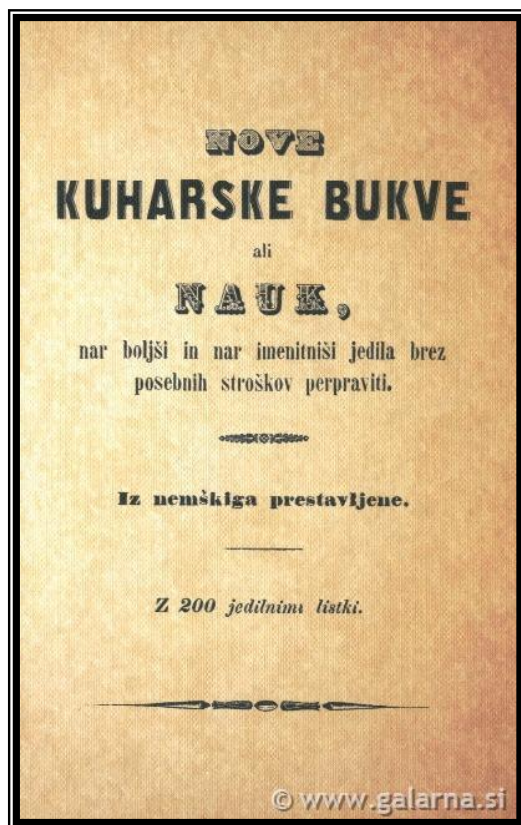 NOVE
KUHARSKE BUKVE
ali
NAUK,
nar boljši in nar imenitniši jedila brez
posebnih stroškov perpraviti.
Iz nemškiga prestavljene.
Z 200 jedilnimi listki.
© www.galarna.si